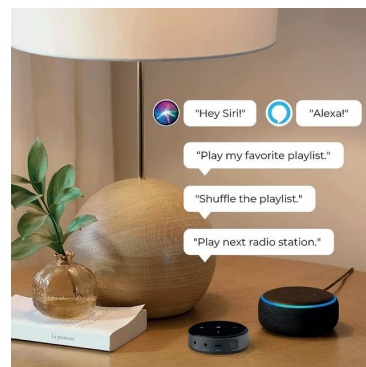 "Hey Siri!"
"Alexa!"
"Play my favorite playlist."
"Shuffle the playlist."
"Play next radio station."